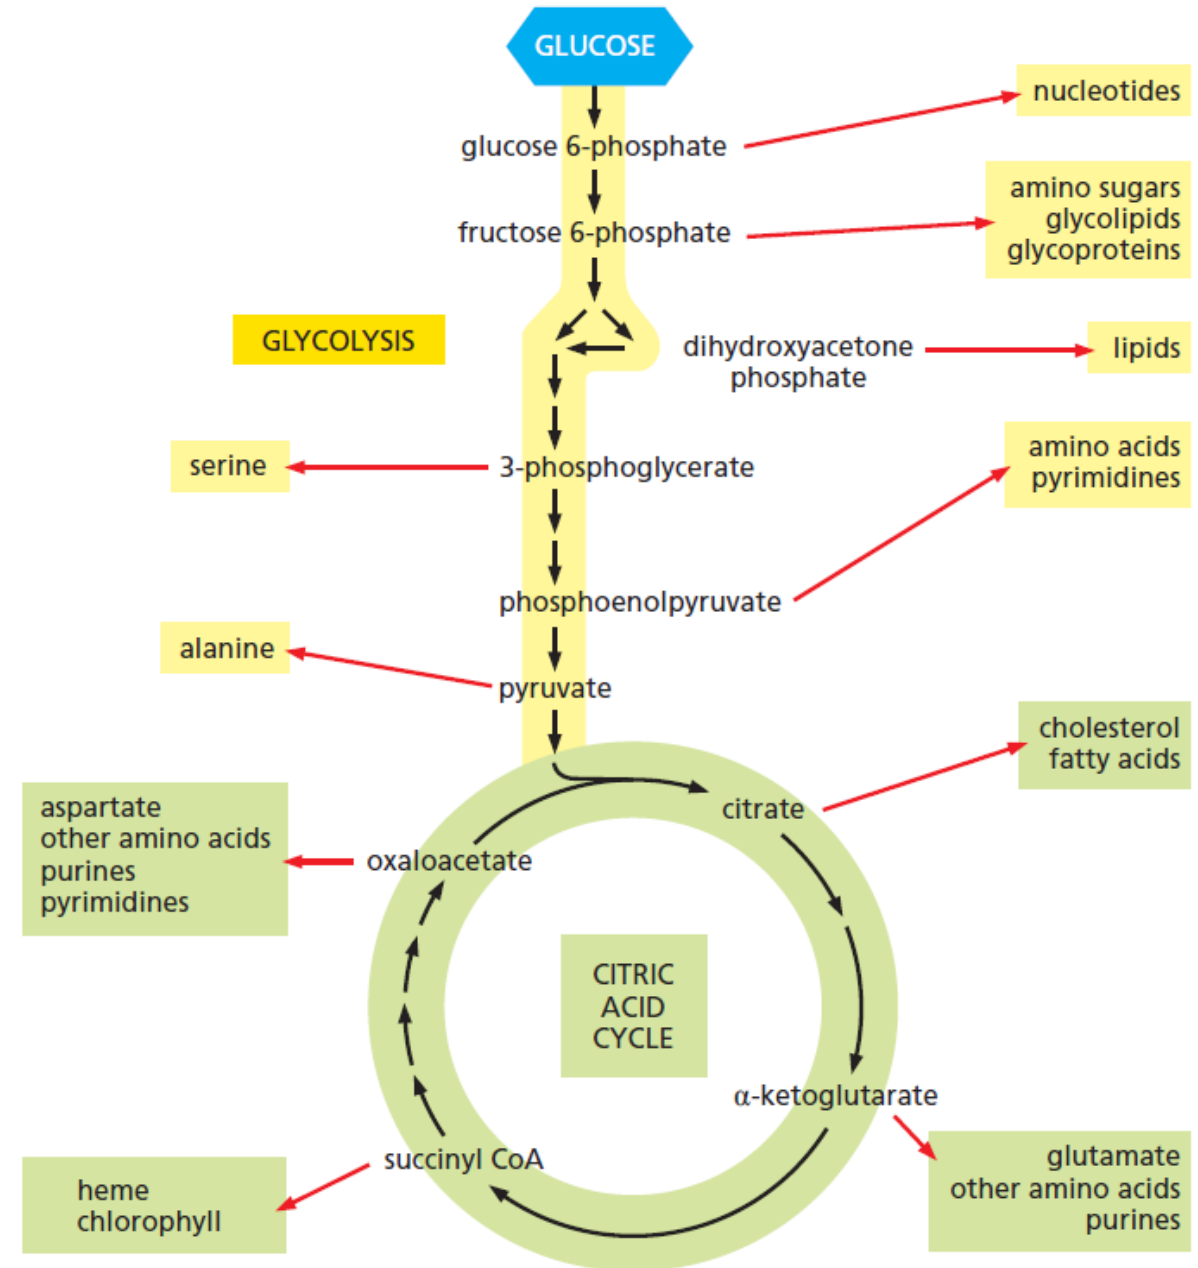 GLUCOSE
nucleotides
glucose 6-phosphate
amino sugars
glycolipids
glycoproteins
fructose 6-phosphate
GLYCOLYSIS
dihydroxyacetone
phosphate
lipids
serine
3-phosphoglycerate
amino acids
pyrimidines
phosphoenolpyruvate
alanine
pyruvate
cholesterol
fatty acids
citrate
aspartate
other amino acids
purines
pyrimidines
oxaloacetate
CITRIC
ACID
CYCLE
α-ketoglutarate
succinyl CoA
glutamate
other amino acids
purines
heme
chlorophyll